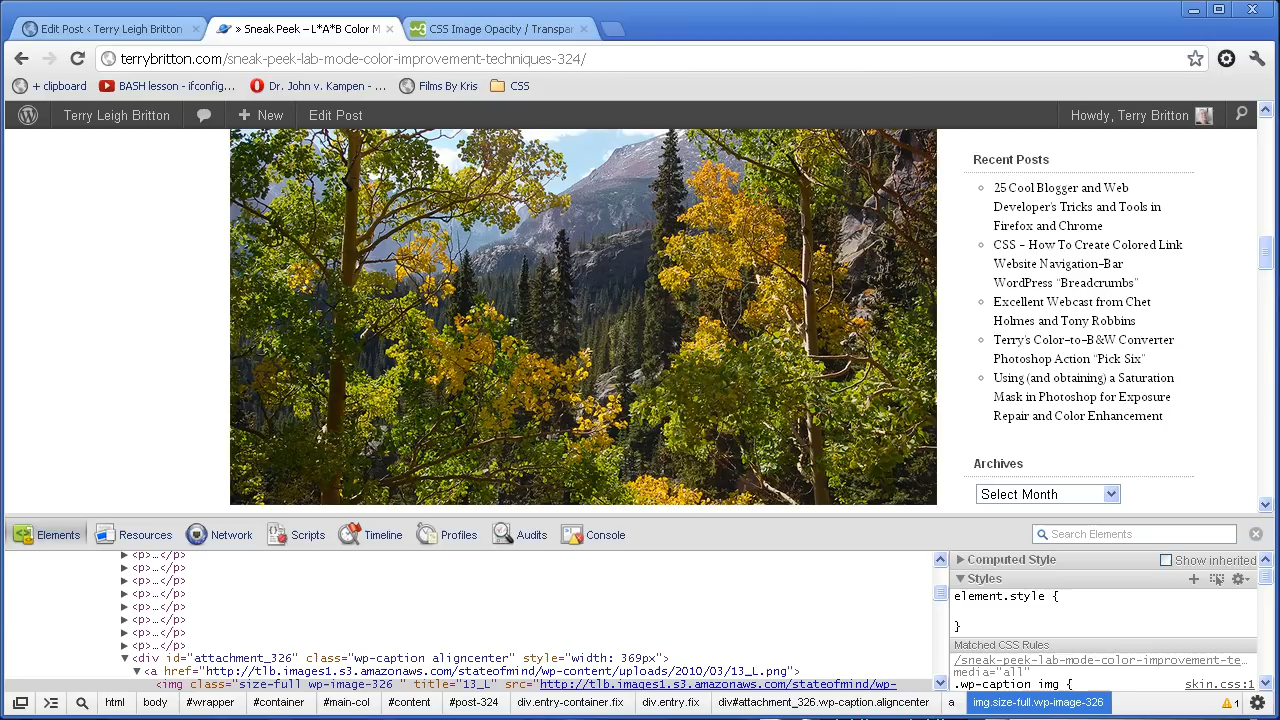 Edit Post ‹ Terry Leigh Britton
» Sneak Peek – L*A*B Color M
CSS Image Opacity / Transpar
terrybritton.com/sneak-peek-lab-mode-color-improvement-techniques-324/
+ clipboard
BASH lesson - ifconfig...
Dr. John v. Kampen - ...
Films By Kris
CSS
Terry Leigh Britton
+ New
Edit Post
Howdy, Terry Britton
Recent Posts
25 Cool Blogger and Web
Developer's Tricks and Tools in
Firefox and Chrome
CSS – How To Create Colored Link
Website Navigation-Bar
WordPress "Breadcrumbs"
Excellent Webcast from Chet
Holmes and Tony Robbins
Terry's Color-to-B&W Converter
Photoshop Action "Pick Six"
Using (and obtaining) a Saturation
Mask in Photoshop for Exposure
Repair and Color Enhancement
Archives
Select Month
Elements
Resources
Network
Scripts
Timeline
Profiles
Audits
Console
Search Elements
<p>…</p>
<p>…</p>
<p>…</p>
<p>…</p>
<p>…</p>
<p>…</p>
<p>…</p>
<p>…</p>
<div id="attachment_326" class="wp-caption aligncenter" style="width: 369px">
<a href="http://tlb.images1.s3.amazonaws.com/stateofmind/wp-content/uploads/2010/03/13_L.png">
<img class="size-full wp-image-326 " title="13_L" src="http://tlb.images1.s3.amazonaws.com/stateofmind/wp-
Computed Style
Show inherited
Styles
element.style {
}
Matched CSS Rules
/sneak-peek-lab-mode-color-improvement-te…
media="all"
.wp-caption img {
skin.css:1
html
body
#wrapper
#container
#main-col
#content
#post-324
div.entry-container.fix
div.entry.fix
div#attachment_326.wp-caption.aligncenter
a
img.size-full.wp-image-326
1